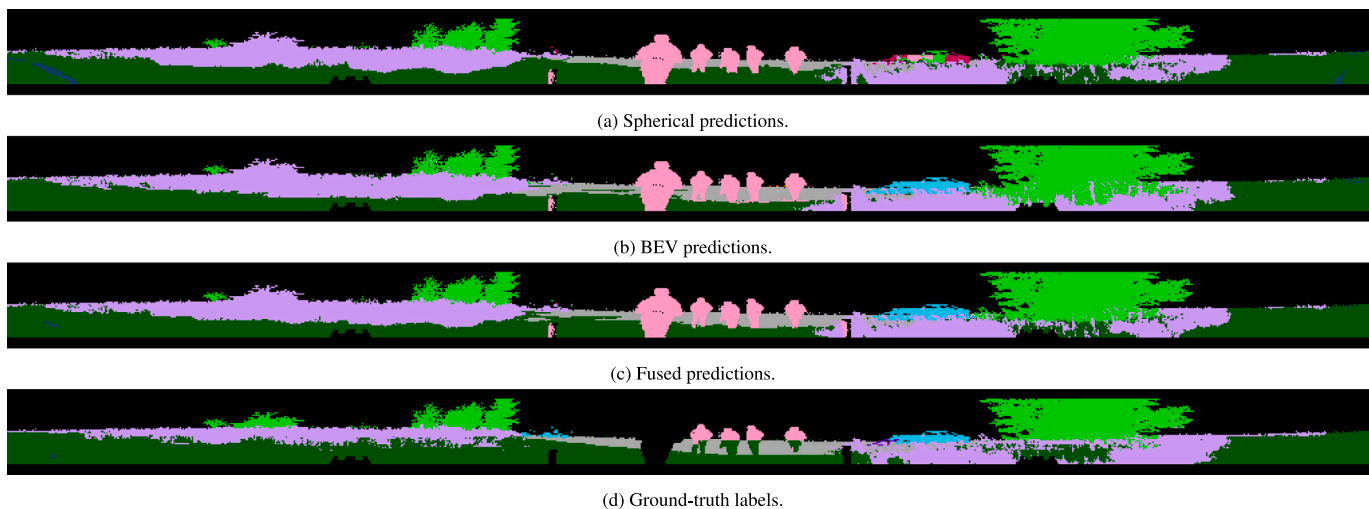 (a) Spherical predictions.
(b) BEV predictions.
(c) Fused predictions.
(d) Ground-truth labels.